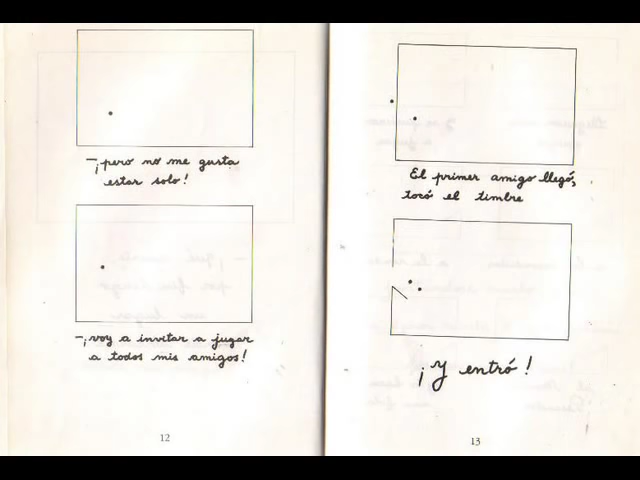 –¡pero no me gusta
estar solo!
–¡voy a invitar a jugar
a todos mis amigos!
12
El primer amigo llegó,
tocó el timbre
¡Y entró!
13